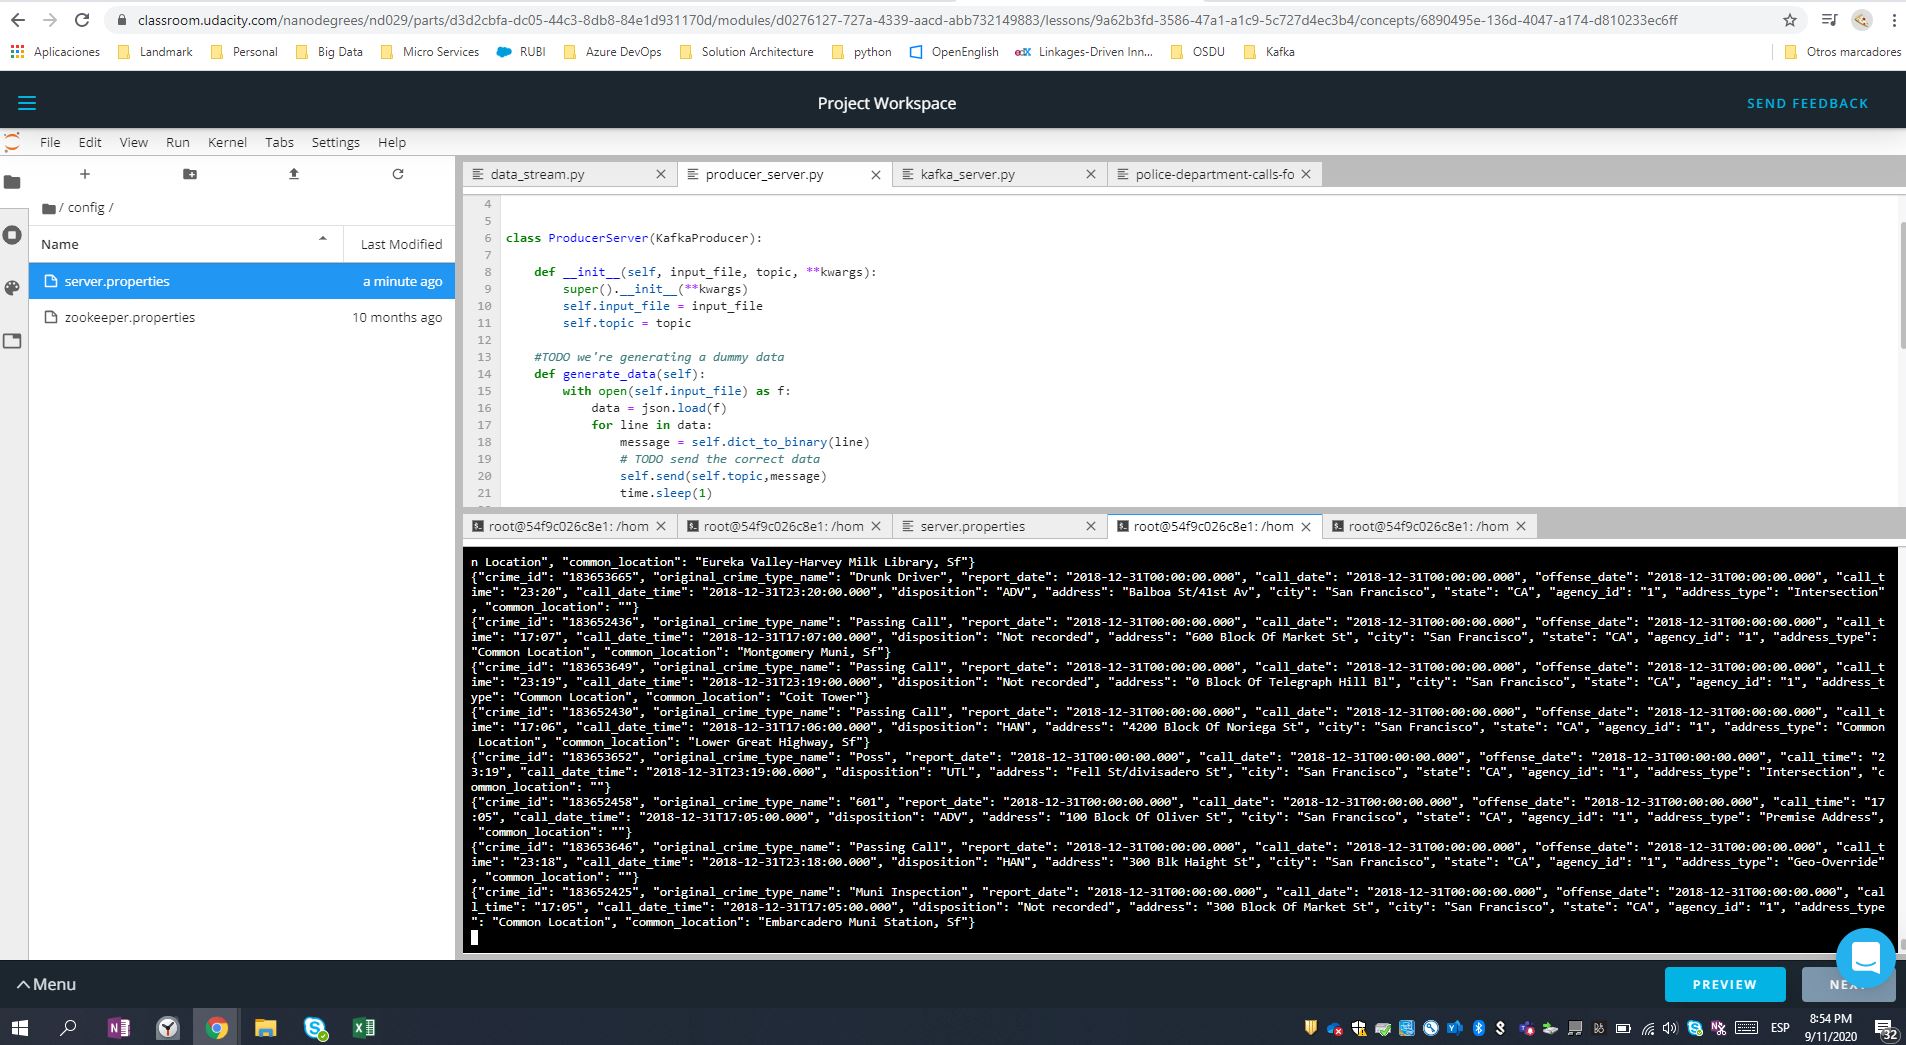 classroom.udacity.com/nanodegrees/nd029/parts/d3d2cbfa-dc05-44c3-8db8-84e1d931170d/modules/d0276127-727a-4339-aacd-abb732149883/lessons/9a62b3fd-3586-47a1-a1c9-5c727d4ec3b4/concepts/6890495e-136d-4047-a174-d810233ec6ff
Aplicaciones Landmark Personal Big Data Micro Services RUBI Azure DevOps Solution Architecture python OpenEnglish edX Linkages-Driven Inn... OSDU Kafka Otros marcadores
Project Workspace
SEND FEEDBACK
File Edit View Run Kernel Tabs Settings Help
/ config /
Name Last Modified
server.properties a minute ago
zookeeper.properties 10 months ago
data_stream.py producer_server.py kafka_server.py police-department-calls-fo
4
5
6 class ProducerServer(KafkaProducer):
7
8 def __init__(self, input_file, topic, **kwargs):
9 super().__init__(**kwargs)
10 self.input_file = input_file
11 self.topic = topic
12
13 #TODO we're generating a dummy data
14 def generate_data(self):
15 with open(self.input_file) as f:
16 data = json.load(f)
17 for line in data:
18 message = self.dict_to_binary(line)
19 # TODO send the correct data
20 self.send(self.topic,message)
21 time.sleep(1)
root@54f9c026c8e1: /hom root@54f9c026c8e1: /hom server.properties root@54f9c026c8e1: /hom root@54f9c026c8e1: /hom
n Location", "common_location": "Eureka Valley-Harvey Milk Library, Sf"}
{"crime_id": "183653665", "original_crime_type_name": "Drunk Driver", "report_date": "2018-12-31T00:00:00.000", "call_date": "2018-12-31T00:00:00.000", "offense_date": "2018-12-31T00:00:00.000", "call_t
ime": "23:20", "call_date_time": "2018-12-31T23:20:00.000", "disposition": "ADV", "address": "Balboa St/41st Av", "city": "San Francisco", "state": "CA", "agency_id": "1", "address_type": "Intersection"
, "common_location": ""}
{"crime_id": "183652436", "original_crime_type_name": "Passing Call", "report_date": "2018-12-31T00:00:00.000", "call_date": "2018-12-31T00:00:00.000", "offense_date": "2018-12-31T00:00:00.000", "call_t
ime": "17:07", "call_date_time": "2018-12-31T17:07:00.000", "disposition": "Not recorded", "address": "600 Block Of Market St", "city": "San Francisco", "state": "CA", "agency_id": "1", "address_type":
"Common Location", "common_location": "Montgomery Muni, Sf"}
{"crime_id": "183653649", "original_crime_type_name": "Passing Call", "report_date": "2018-12-31T00:00:00.000", "call_date": "2018-12-31T00:00:00.000", "offense_date": "2018-12-31T00:00:00.000", "call_t
ime": "23:19", "call_date_time": "2018-12-31T23:19:00.000", "disposition": "Not recorded", "address": "0 Block Of Telegraph Hill Bl", "city": "San Francisco", "state": "CA", "agency_id": "1", "address_t
ype": "Common Location", "common_location": "Coit Tower"}
{"crime_id": "183652430", "original_crime_type_name": "Passing Call", "report_date": "2018-12-31T00:00:00.000", "call_date": "2018-12-31T00:00:00.000", "offense_date": "2018-12-31T00:00:00.000", "call_t
ime": "17:06", "call_date_time": "2018-12-31T17:06:00.000", "disposition": "HAN", "address": "4200 Block Of Noriega St", "city": "San Francisco", "state": "CA", "agency_id": "1", "address_type": "Common
Location", "common_location": "Lower Great Highway, Sf"}
{"crime_id": "183653652", "original_crime_type_name": "Poss", "report_date": "2018-12-31T00:00:00.000", "call_date": "2018-12-31T00:00:00.000", "offense_date": "2018-12-31T00:00:00.000", "call_time": "2
3:19", "call_date_time": "2018-12-31T23:19:00.000", "disposition": "UTL", "address": "Fell St/divisadero St", "city": "San Francisco", "state": "CA", "agency_id": "1", "address_type": "Intersection", "c
ommon_location": ""}
{"crime_id": "183652458", "original_crime_type_name": "601", "report_date": "2018-12-31T00:00:00.000", "call_date": "2018-12-31T00:00:00.000", "offense_date": "2018-12-31T00:00:00.000", "call_time": "17
:05", "call_date_time": "2018-12-31T17:05:00.000", "disposition": "ADV", "address": "100 Block Of Oliver St", "city": "San Francisco", "state": "CA", "agency_id": "1", "address_type": "Premise Address",
"common_location": ""}
{"crime_id": "183653646", "original_crime_type_name": "Passing Call", "report_date": "2018-12-31T00:00:00.000", "call_date": "2018-12-31T00:00:00.000", "offense_date": "2018-12-31T00:00:00.000", "call_t
ime": "23:18", "call_date_time": "2018-12-31T23:18:00.000", "disposition": "HAN", "address": "300 Blk Haight St", "city": "San Francisco", "state": "CA", "agency_id": "1", "address_type": "Geo-Override"
, "common_location": ""}
{"crime_id": "183652425", "original_crime_type_name": "Muni Inspection", "report_date": "2018-12-31T00:00:00.000", "call_date": "2018-12-31T00:00:00.000", "offense_date": "2018-12-31T00:00:00.000", "cal
l_time": "17:05", "call_date_time": "2018-12-31T17:05:00.000", "disposition": "Not recorded", "address": "300 Block Of Market St", "city": "San Francisco", "state": "CA", "agency_id": "1", "address_type
": "Common Location", "common_location": "Embarcadero Muni Station, Sf"}
Menu
PREVIEW
ESP
8:54 PM
9/11/2020
32